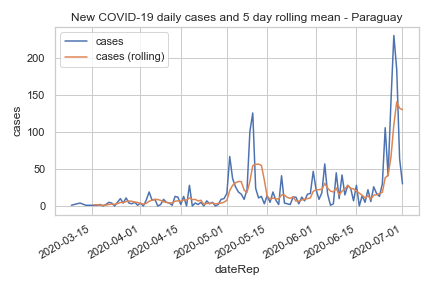 New COVID-19 daily cases and 5 day rolling mean - Paraguay
cases
cases (rolling)
200
150
100
50
0
cases
2020-03-15
2020-04-01
2020-04-15
2020-05-01
2020-05-15
2020-06-01
2020-06-15
2020-07-01
dateRep